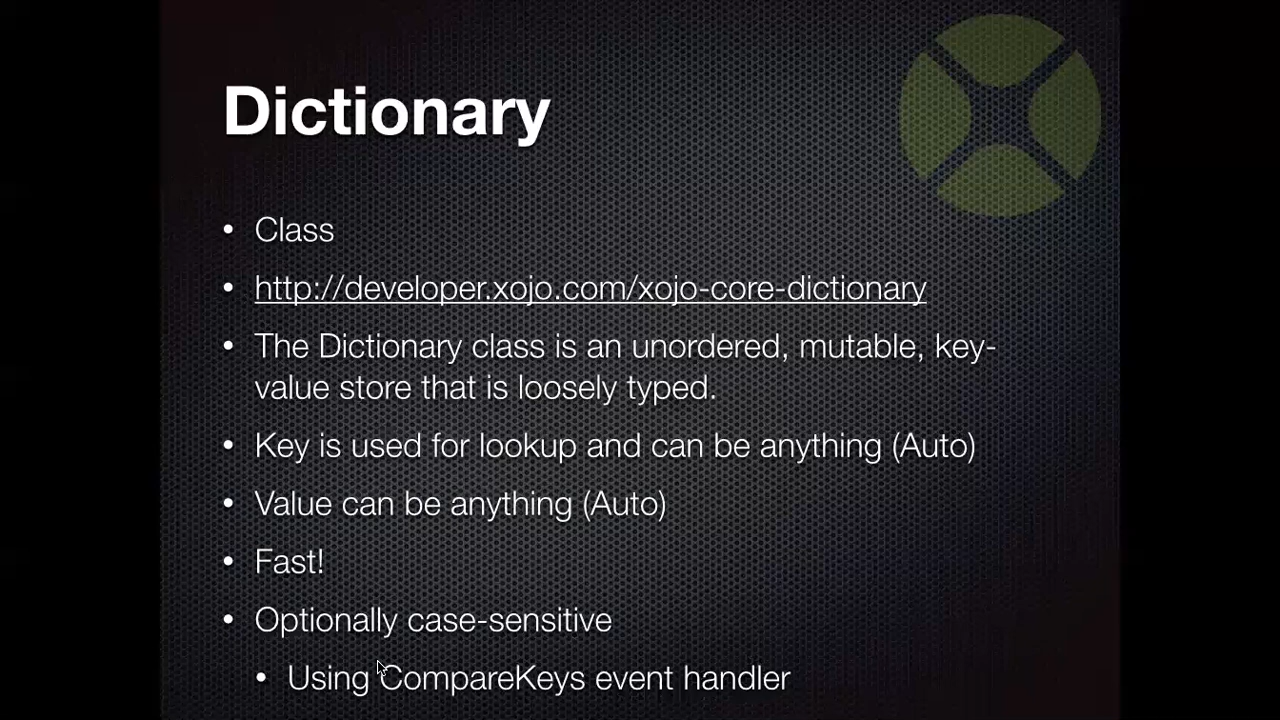 Dictionary
• Class
• http://developer.xojo.com/xojo-core-dictionary
• The Dictionary class is an unordered, mutable, key-
value store that is loosely typed.
• Key is used for lookup and can be anything (Auto)
• Value can be anything (Auto)
• Fast!
• Optionally case-sensitive
• Using CompareKeys event handler